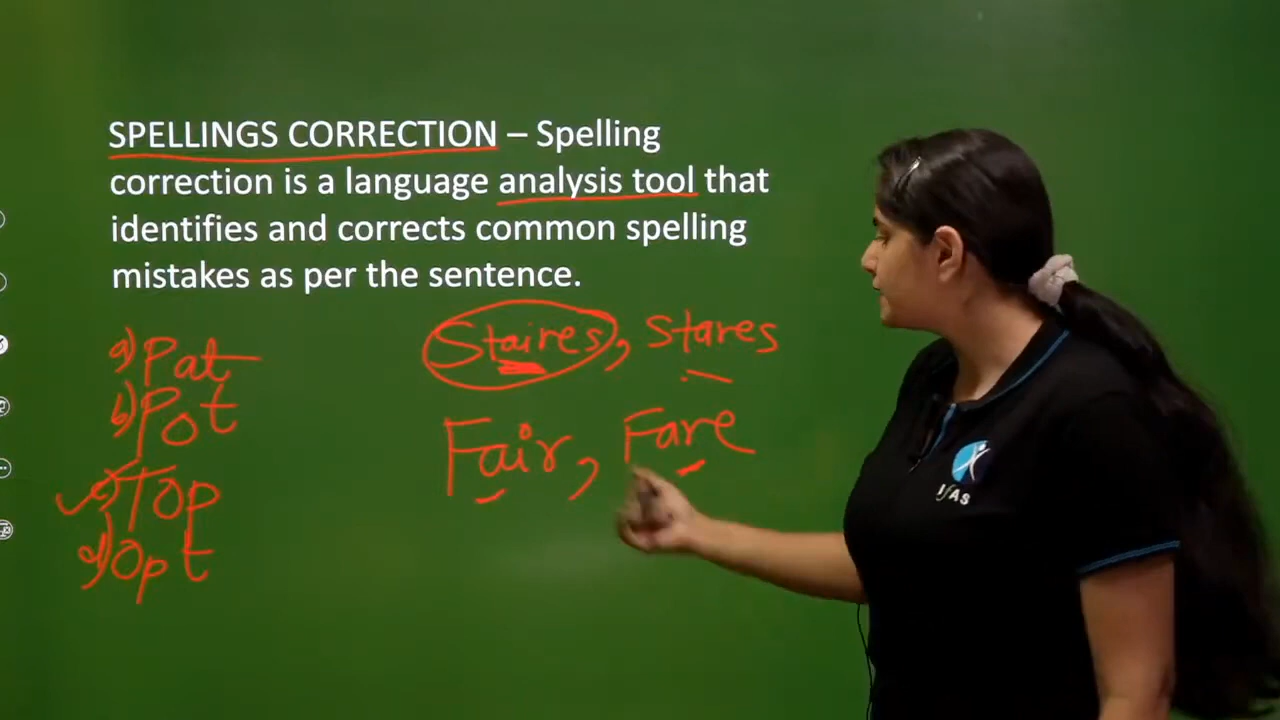 SPELLINGS CORRECTION – Spelling
correction is a language analysis tool that
identifies and corrects common spelling
mistakes as per the sentence.
a) Pat
b) Pot
c) Top
d) Opt
Staires, Stares
Fair, Fare
IFAS